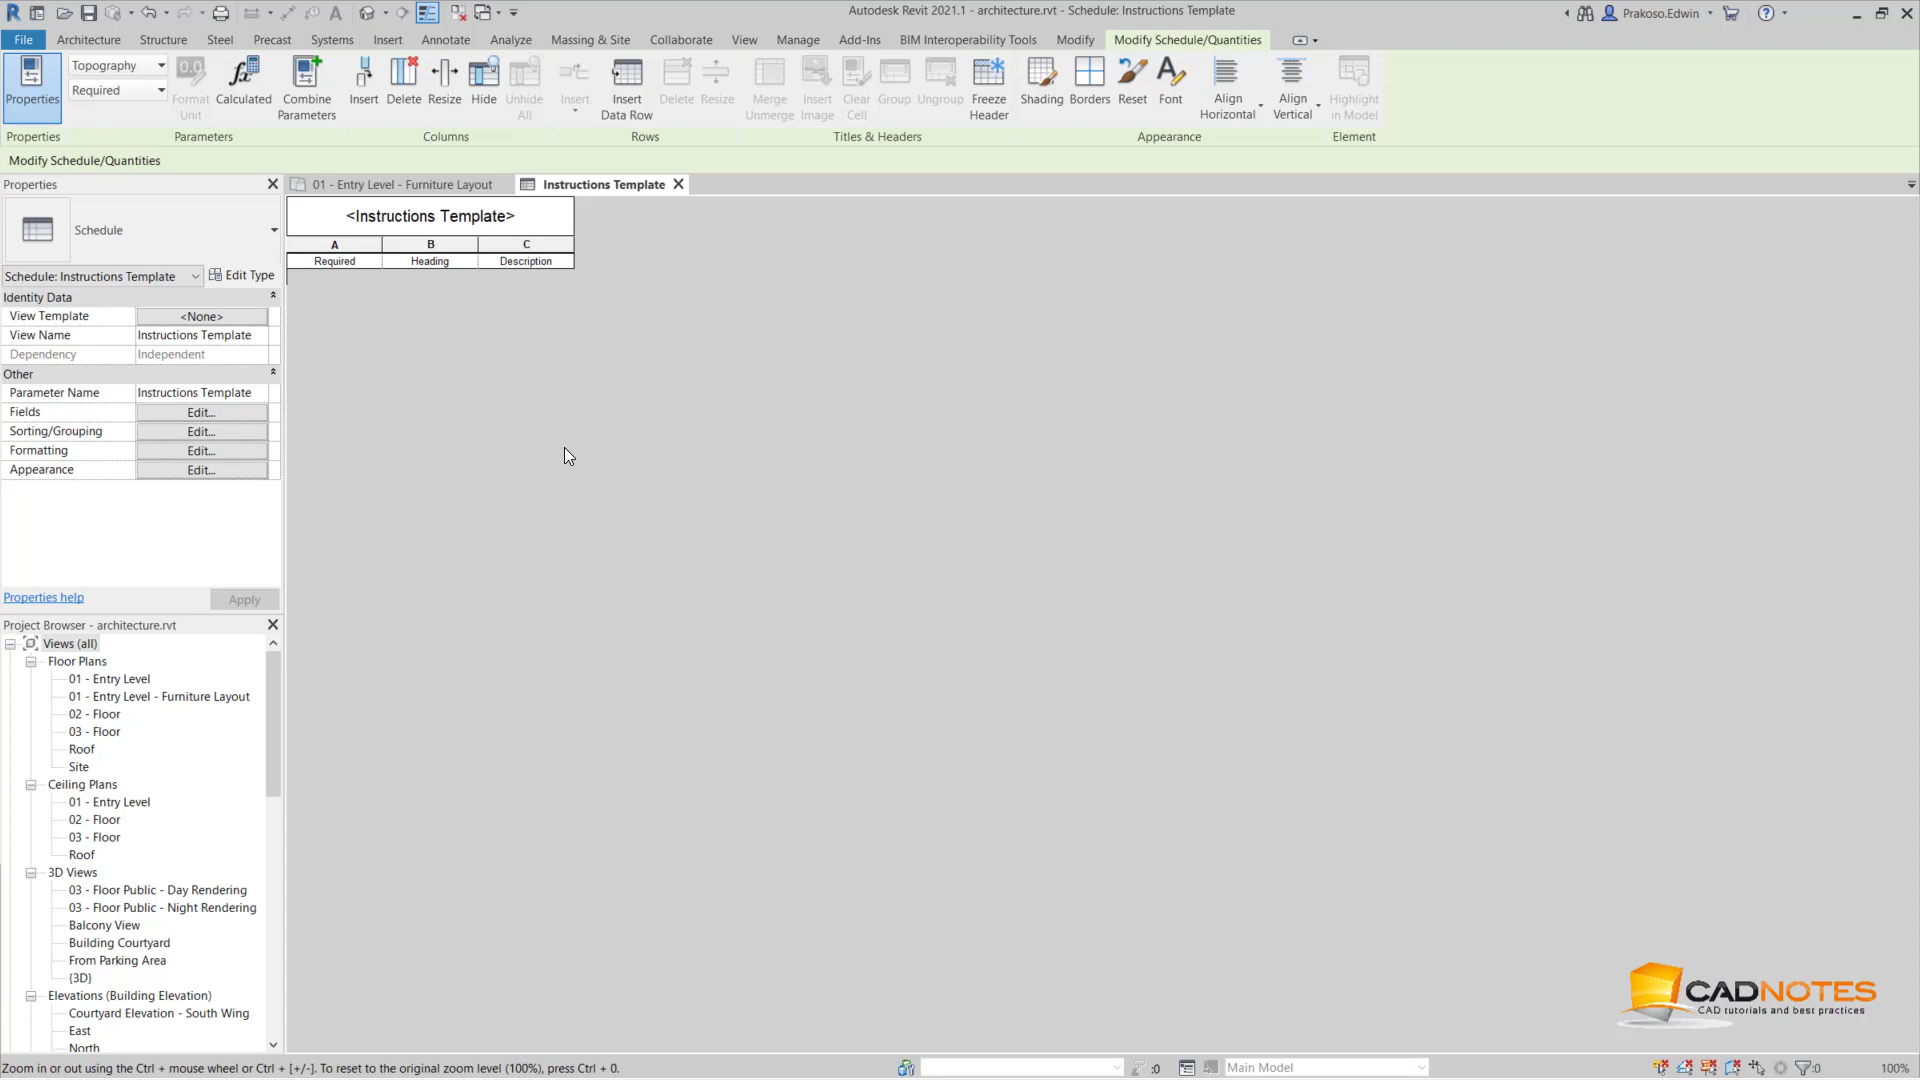 Autodesk Revit 2021.1 - architecture.rvt - Schedule: Instructions Template
Prakoso.Edwin
File Architecture Structure Steel Precast Systems Insert Annotate Analyze Massing & Site Collaborate View Manage Add-Ins BIM Interoperability Tools Modify Modify Schedule/Quantities
Topography
Required
Properties
Format Unit
Calculated
Combine Parameters
Insert
Delete
Resize
Hide
Unhide All
Insert
Insert Data Row
Delete
Resize
Merge Unmerge
Insert Image
Clear Cell
Group
Ungroup
Freeze Header
Shading
Borders
Reset
Font
Align Horizontal
Align Vertical
Highlight in Model
Properties Parameters Columns Rows Titles & Headers Appearance Element
Modify Schedule/Quantities
Properties
01 - Entry Level - Furniture Layout
Instructions Template
Schedule
Schedule: Instructions Template
Edit Type
Identity Data
View Template <None>
View Name Instructions Template
Dependency Independent
Other
Parameter Name Instructions Template
Fields Edit...
Sorting/Grouping Edit...
Formatting Edit...
Appearance Edit...
Properties help
Apply
<Instructions Template>
A B C
Required Heading Description
Project Browser - architecture.rvt
Views (all)
Floor Plans
01 - Entry Level
01 - Entry Level - Furniture Layout
02 - Floor
03 - Floor
Roof
Site
Ceiling Plans
01 - Entry Level
02 - Floor
03 - Floor
Roof
3D Views
03 - Floor Public - Day Rendering
03 - Floor Public - Night Rendering
Balcony View
Building Courtyard
From Parking Area
{3D}
Elevations (Building Elevation)
Courtyard Elevation - South Wing
East
North
CADNOTES
CAD tutorials and best practices
Zoom in or out using the Ctrl + mouse wheel or Ctrl + [+/-]. To reset to the original zoom level (100%), press Ctrl + 0.
:0
Main Model
:0
100%